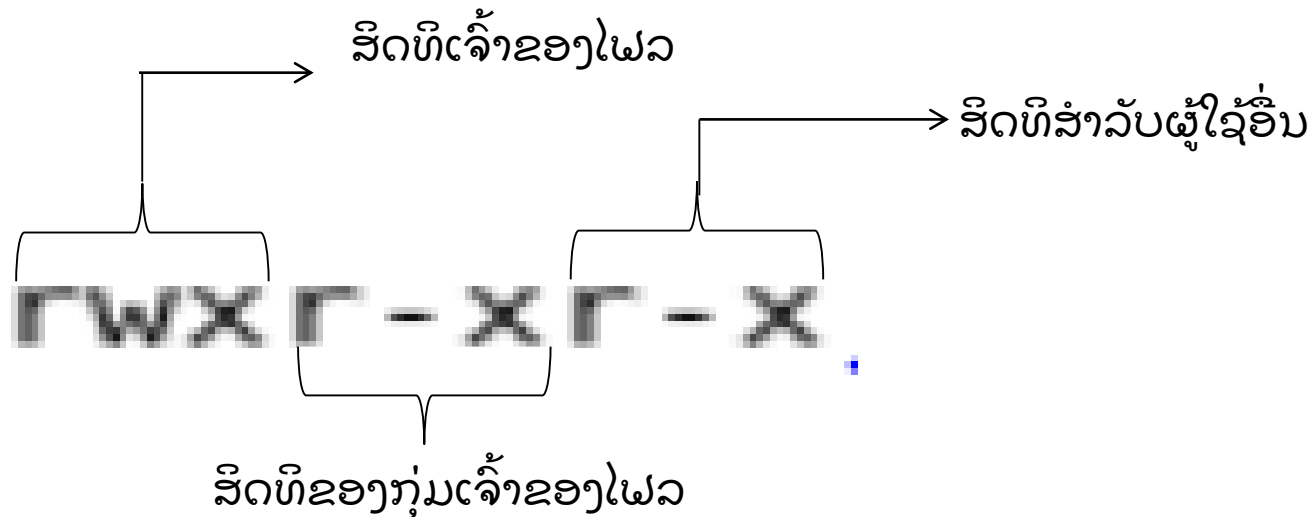 ສິດທິເຈົ້າຂອງໄຟລ
ສິດທິສຳລັບຜູ້ໃຊ້ອື່ນ
rwxr-xr-x
ສິດທິຂອງກຸ່ມເຈົ້າຂອງໄຟລ